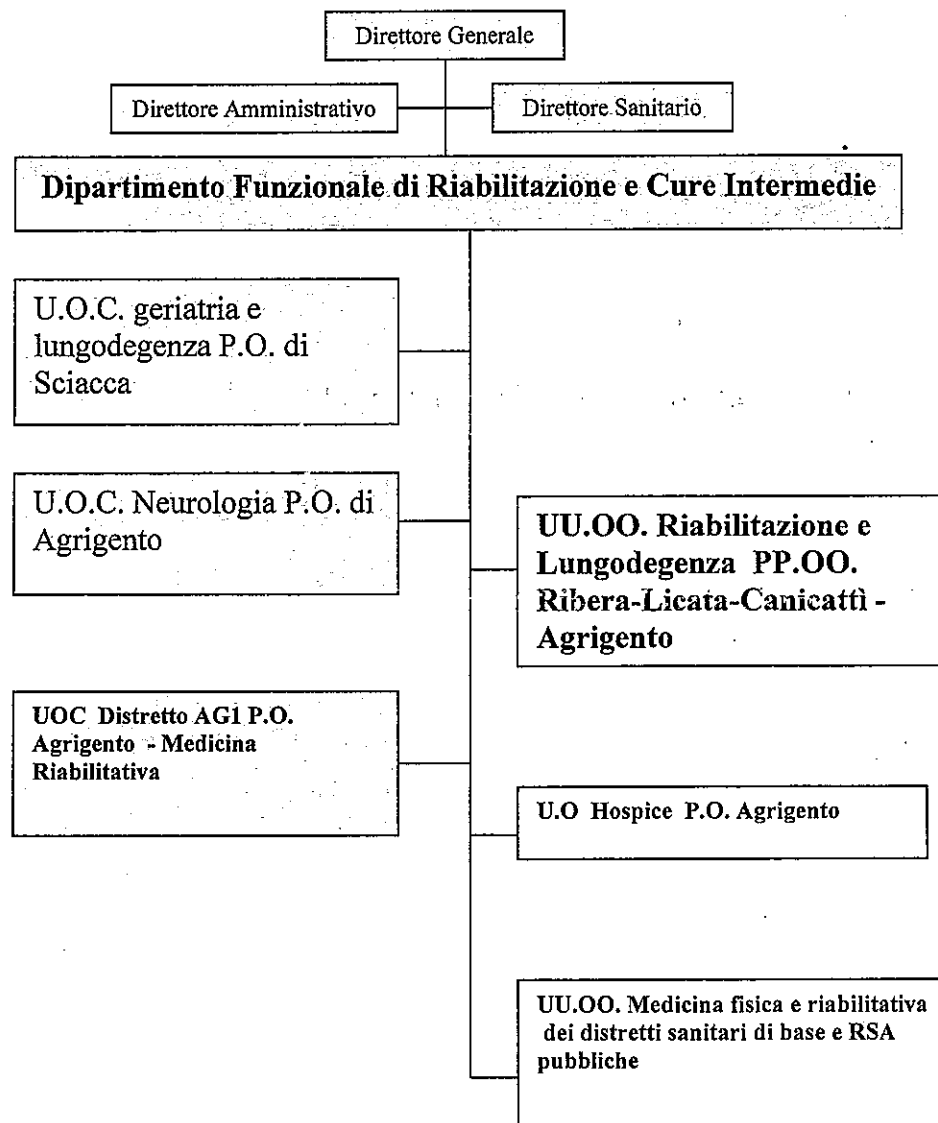 Direttore Generale
Direttore Amministrativo
Direttore Sanitario
Dipartimento Funzionale di Riabilitazione e Cure Intermedie
U.O.C. geriatria e
lungodegenza P.O. di
Sciacca
U.O.C. Neurologia P.O. di
Agrigento
UU.OO. Riabilitazione e
Lungodegenza PP.OO.
Ribera-Licata-Canicattì -
Agrigento
UOC Distretto AG1 P.O.
Agrigento - Medicina
Riabilitativa
U.O Hospice P.O. Agrigento
UU.OO. Medicina fisica e riabilitativa
dei distretti sanitari di base e RSA
pubbliche